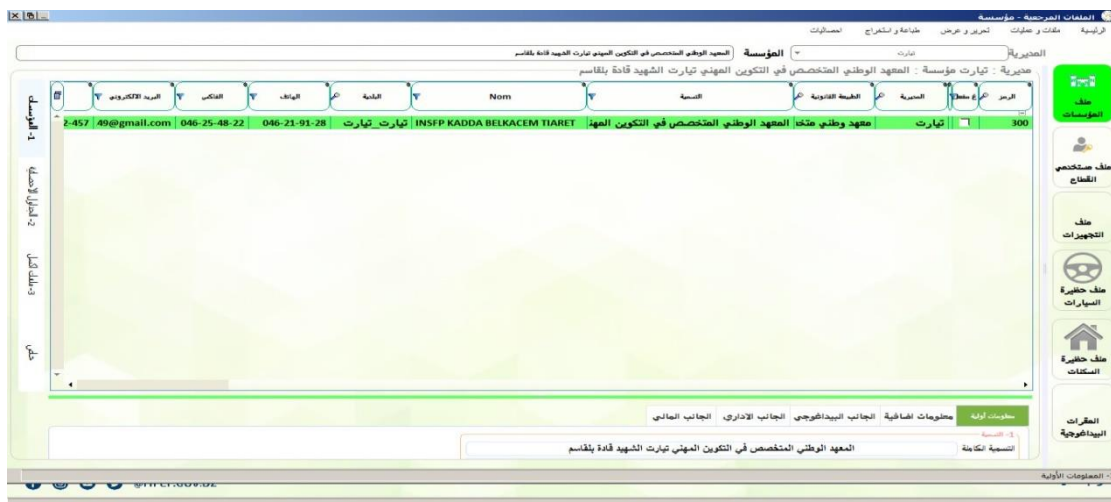 الملفات المرجعية - مؤسسة
الرئيسية ملفات و عمليات تحرير و عرض طباعة و استخراج احصائيات
المديرية تيارت المؤسسة المعهد الوطني المتخصص في التكوين المهني تيارت الشهيد قادة بلقاسم
مديرية : تيارت مؤسسة : المعهد الوطني المتخصص في التكوين المهني تيارت الشهيد قادة بلقاسم
الرمز المديرية الطبيعة القانونية التسمية Nom البلدية الهاتف الفاكس البريد الالكتروني
300 تيارت معهد وطني متخ المعهد الوطني المتخصص في التكوين المهن INSFP KADDA BELKACEM TIARET تيارت_تيارت 046-21-91-28 046-25-48-22 49@gmail.com 2-457
ملف المؤسسات
ملف مستخدمي القطاع
ملف التجهيزات
ملف حظيرة السيارات
ملف حظيرة السكنات
المقرات البيداغوجية
1- المؤسسات
2- الجداول الاحصائية
معلومات أولية معلومات اضافية الجانب البيداغوجي الجانب الاداري الجانب المالي
1- التسمية
التسمية الكاملة المعهد الوطني المتخصص في التكوين المهني تيارت الشهيد قادة بلقاسم
- المعلومات الأولية